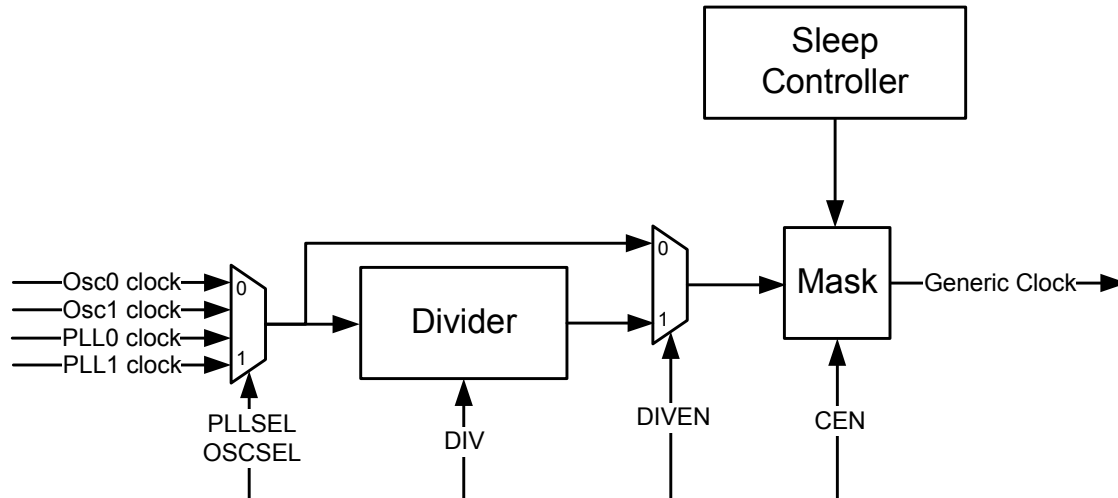 Sleep
Controller
0
Osc0 clock
0
Osc1 clock
Divider
Mask
Generic Clock
PLL0 clock
1
PLL1 clock
1
PLLSEL
OSCSEL
DIV
DIVEN
CEN